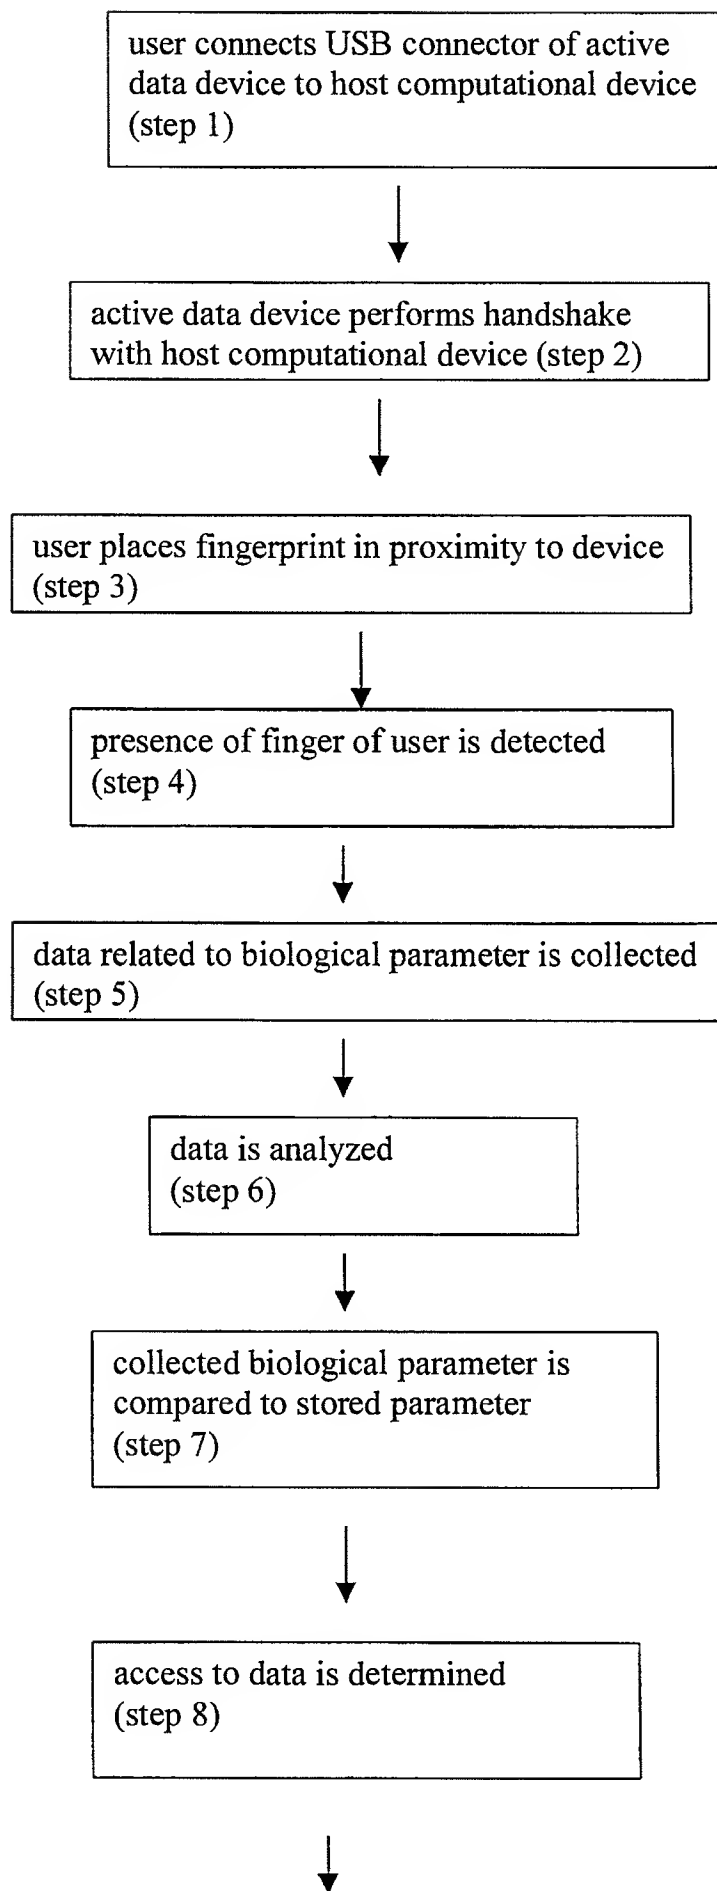 user connects USB connector of active
data device to host computational device
(step 1)
active data device performs handshake
with host computational device (step 2)
user places fingerprint in proximity to device
(step 3)
presence of finger of user is detected
(step 4)
data related to biological parameter is collected
(step 5)
data is analyzed
(step 6)
collected biological parameter is
compared to stored parameter
(step 7)
access to data is determined
(step 8)